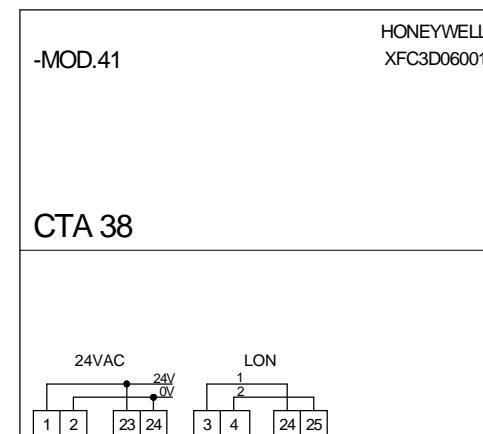 HONEYWELL
-MOD.41 XFC3D06001
CTA 38
24VAC LON
24V 1
0V 2
1 2 23 24 3 4 24 25